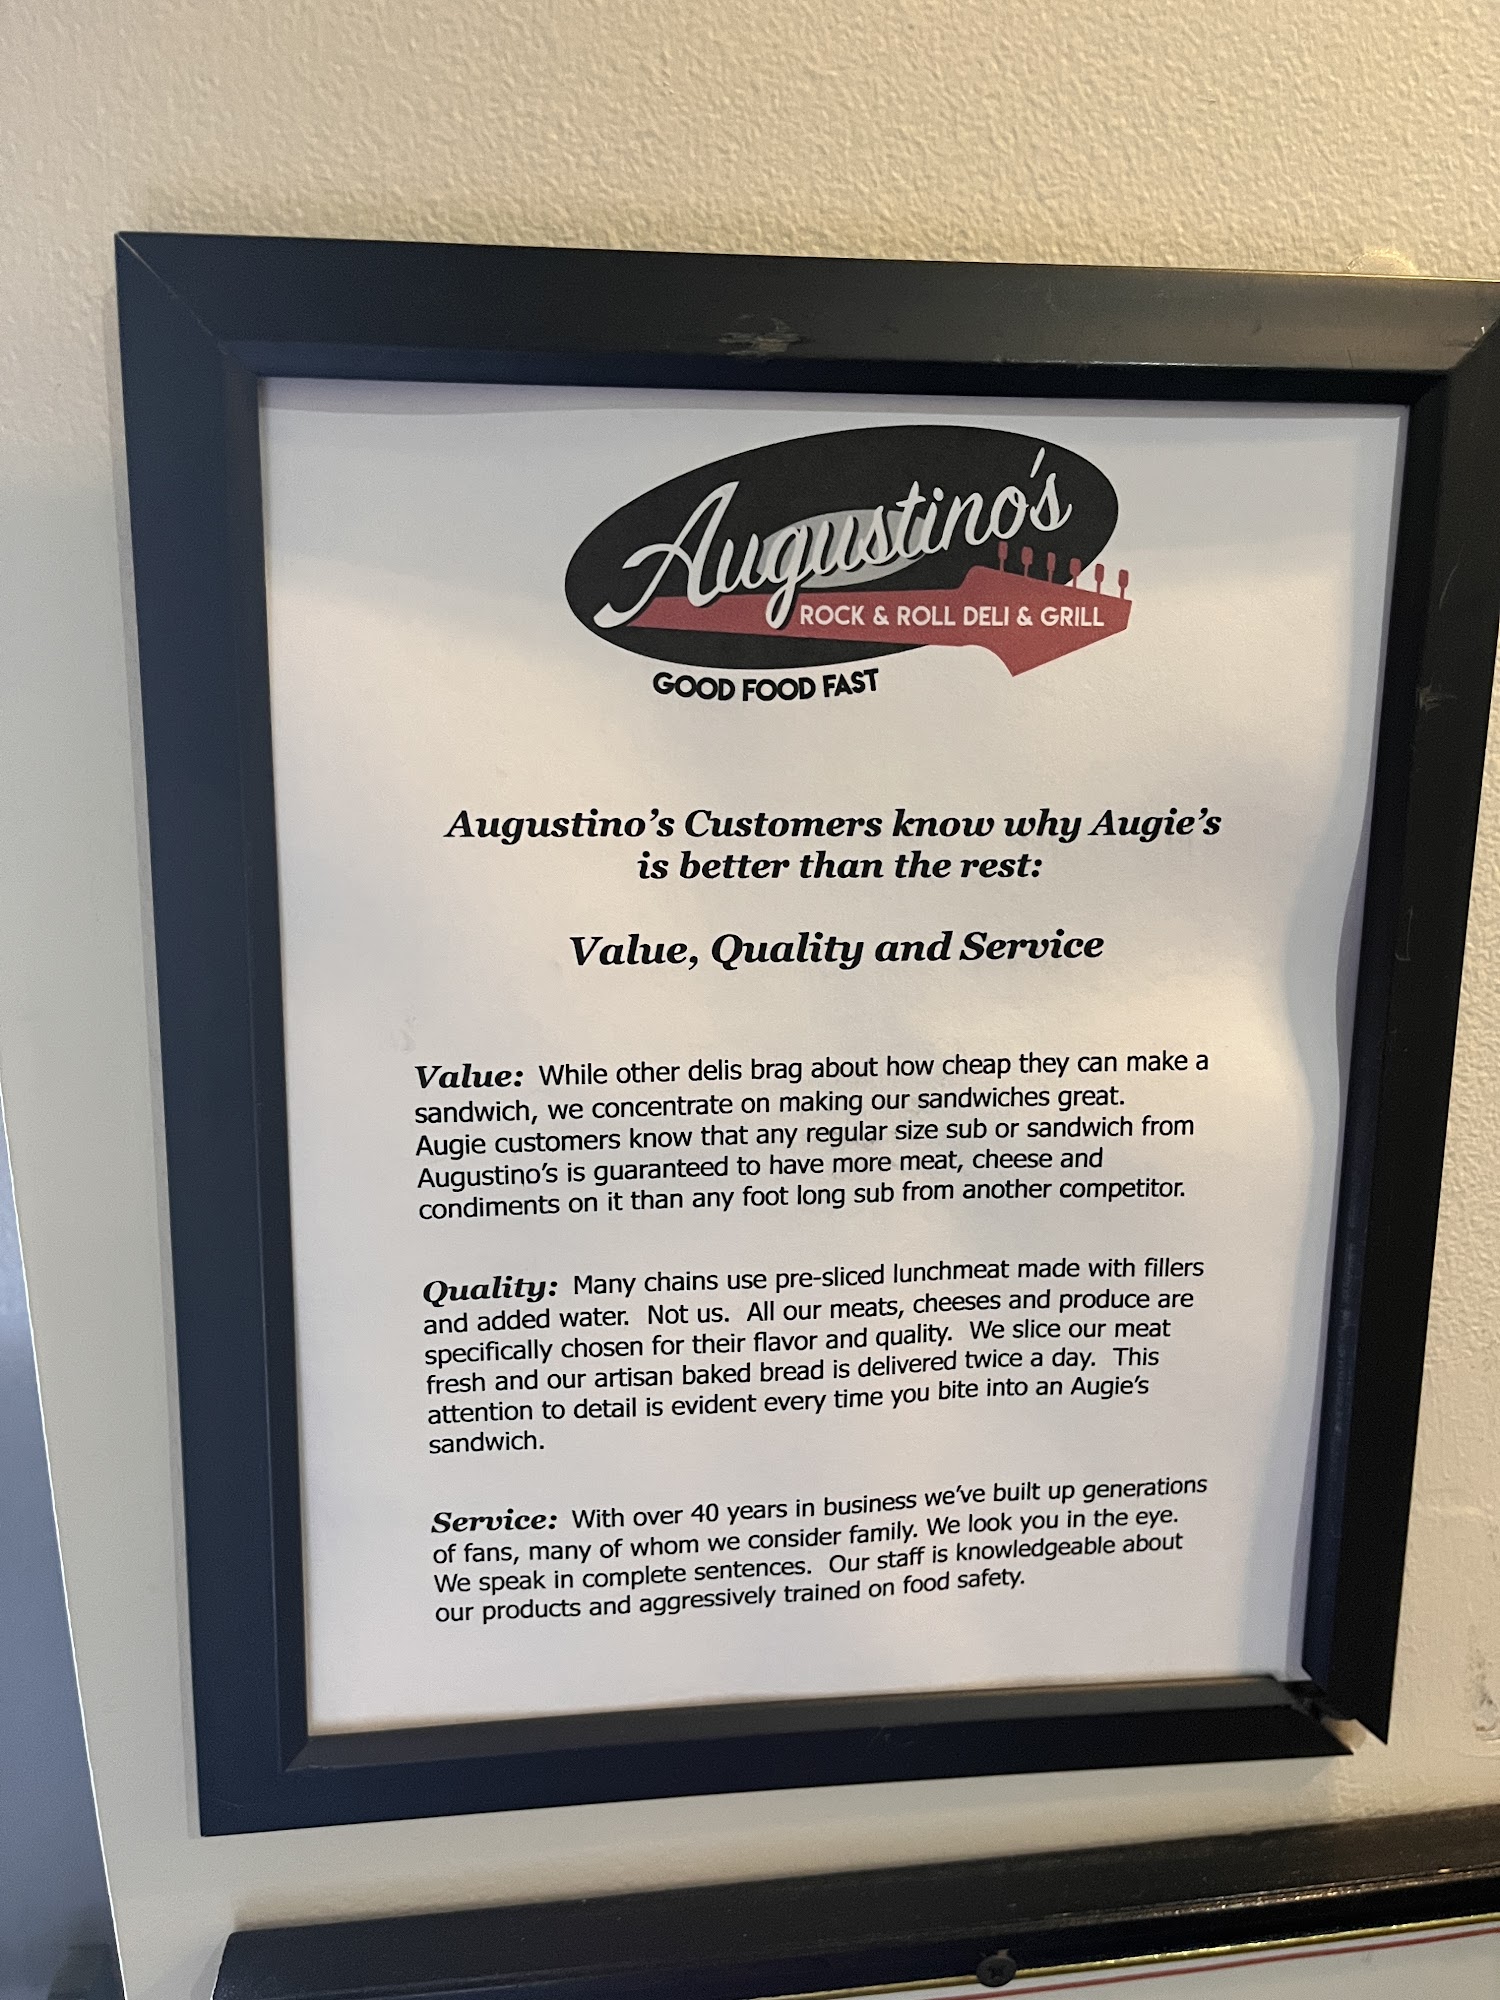 Augustino's
ROCK & ROLL DELI & GRILL
GOOD FOOD FAST
Augustino's Customers know why Augie's
is better than the rest:
Value, Quality and Service
Value: While other delis brag about how cheap they can make a
sandwich, we concentrate on making our sandwiches great.
Augie customers know that any regular size sub or sandwich from
Augustino's is guaranteed to have more meat, cheese and
condiments on it than any foot long sub from another competitor.
Quality: Many chains use pre-sliced lunchmeat made with fillers
and added water. Not us. All our meats, cheeses and produce are
specifically chosen for their flavor and quality. We slice our meat
fresh and our artisan baked bread is delivered twice a day. This
attention to detail is evident every time you bite into an Augie's
sandwich.
Service: With over 40 years in business we've built up generations
of fans, many of whom we consider family. We look you in the eye.
We speak in complete sentences. Our staff is knowledgeable about
our products and aggressively trained on food safety.